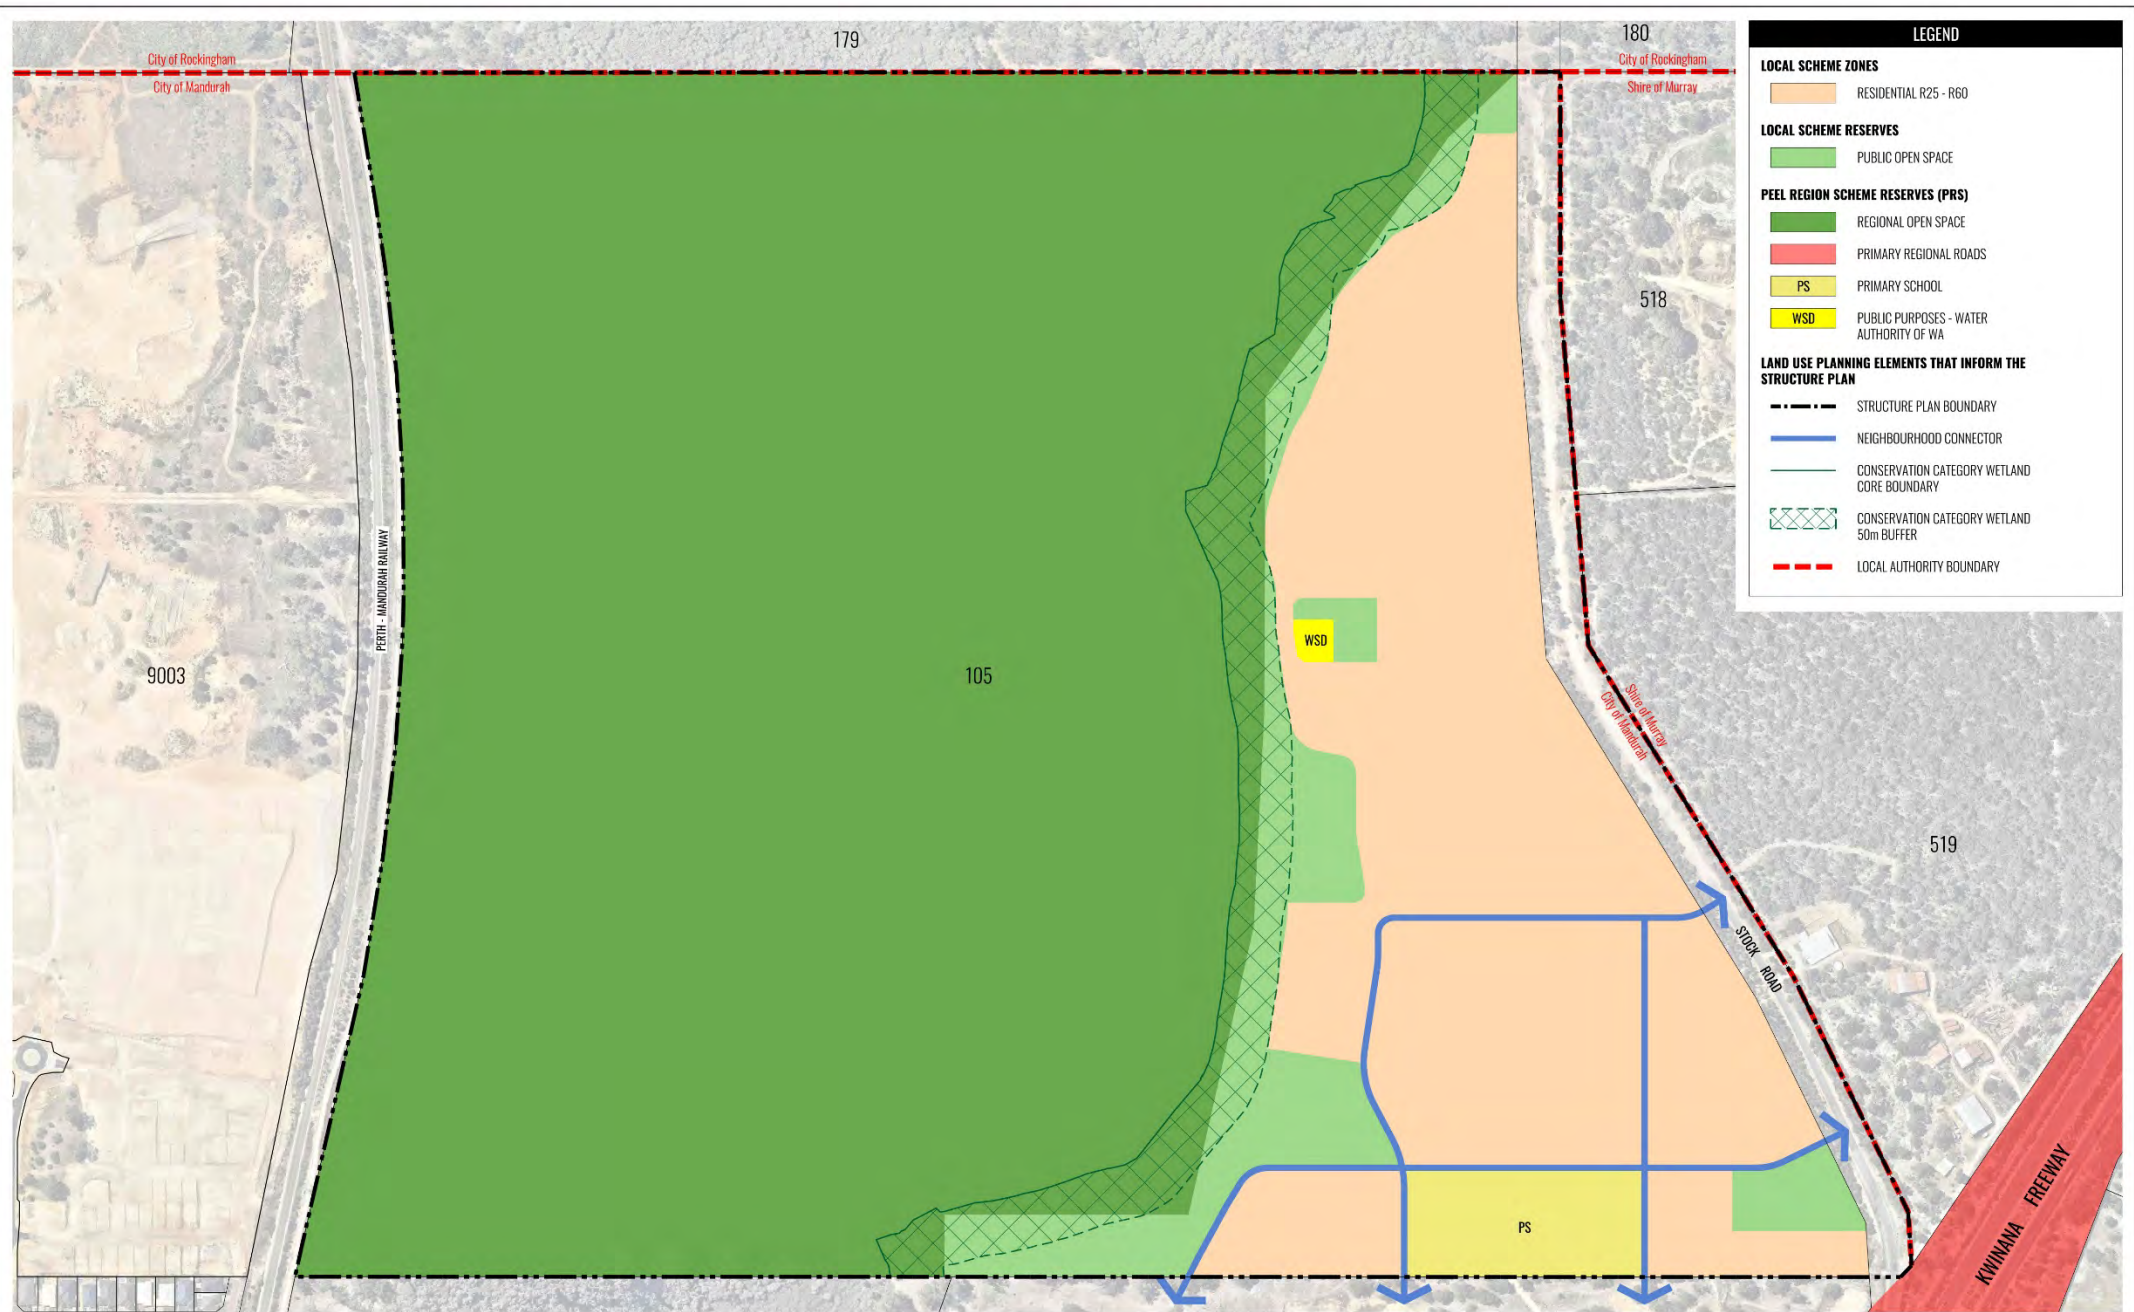 179
180
City of Rockingham
City of Mandurah
City of Rockingham
Shire of Murray
518
PERTH - MANDURAH RAILWAY
9003
105
WSD
Shire of Murray
City of Mandurah
519
STOCK ROAD
PS
KWINANA FREEWAY
LEGEND
LOCAL SCHEME ZONES
RESIDENTIAL R25 - R60
LOCAL SCHEME RESERVES
PUBLIC OPEN SPACE
PEEL REGION SCHEME RESERVES (PRS)
REGIONAL OPEN SPACE
PRIMARY REGIONAL ROADS
PS PRIMARY SCHOOL
WSD PUBLIC PURPOSES - WATER
AUTHORITY OF WA
LAND USE PLANNING ELEMENTS THAT INFORM THE
STRUCTURE PLAN
STRUCTURE PLAN BOUNDARY
NEIGHBOURHOOD CONNECTOR
CONSERVATION CATEGORY WETLAND
CORE BOUNDARY
CONSERVATION CATEGORY WETLAND
50m BUFFER
LOCAL AUTHORITY BOUNDARY